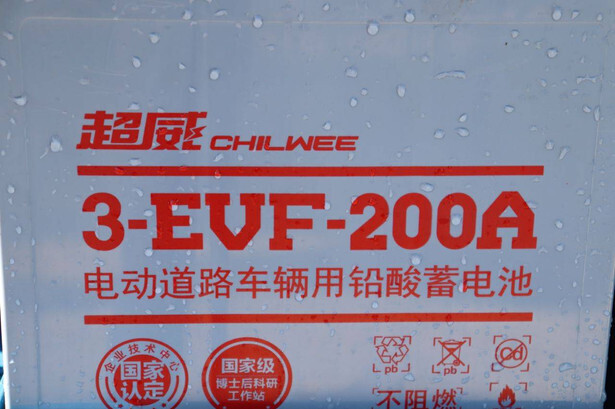 超威 CHILWEE
3-EVF-200A
电动道路车辆用铅酸蓄电池
企业技术中心
国家
认定
国家级
博士后科研
工作站
pb
pb
Cd
不阻燃